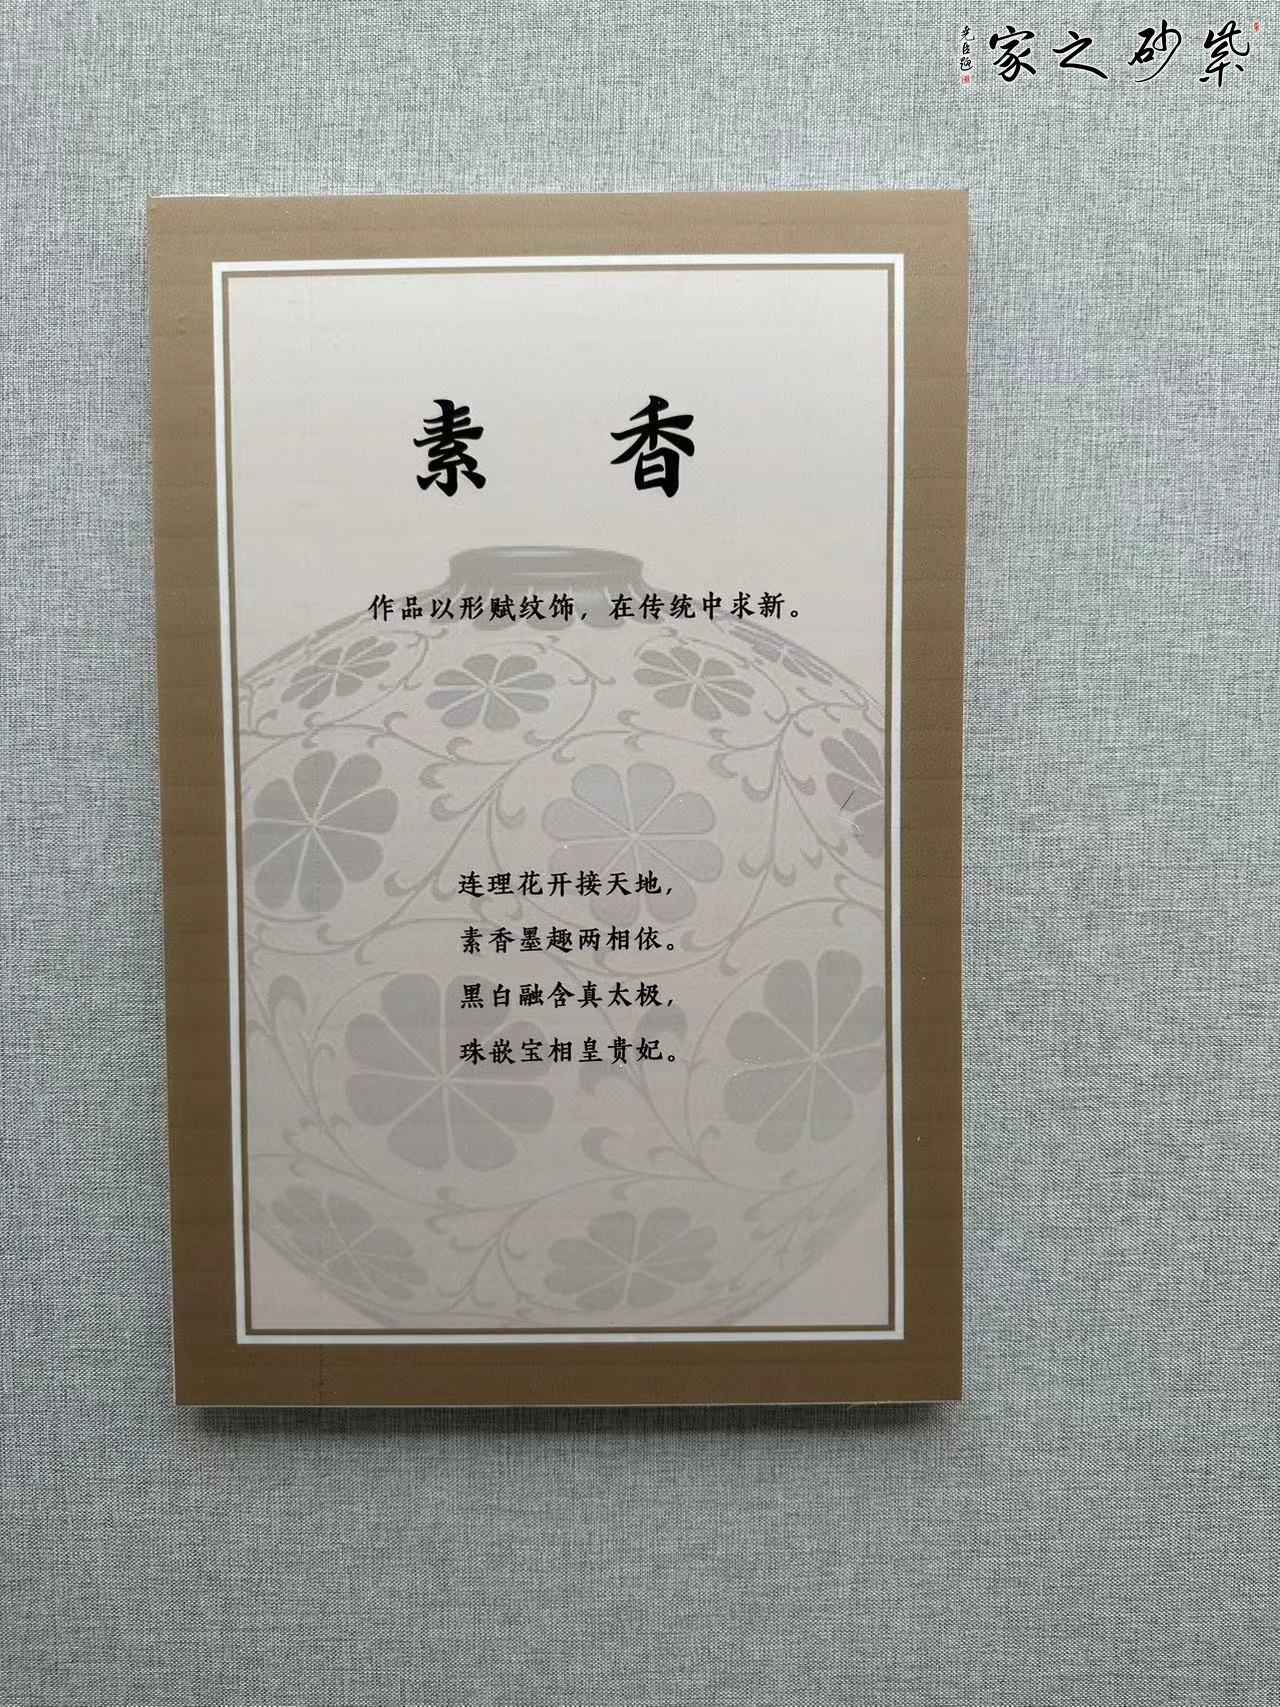 紫砂之家
素 香
作品以形赋纹饰，在传统中求新。
连理花开接天地，
素香墨趣两相依。
黑白融含真太极，
珠嵌宝相皇贵妃。